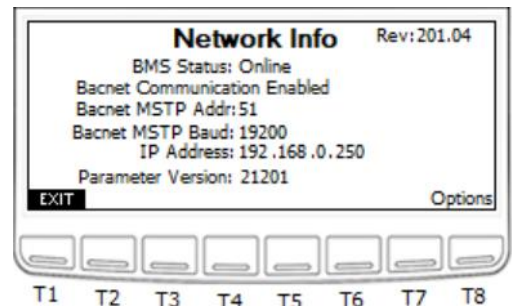 Network Info Rev:201.04
BMS Status: Online
Bacnet Communication Enabled
Bacnet MSTP Addr:51
Bacnet MSTP Baud: 19200
IP Address: 192.168.0.250
Parameter Version: 21201
EXIT Options
T1 T2 T3 T4 T5 T6 T7 T8